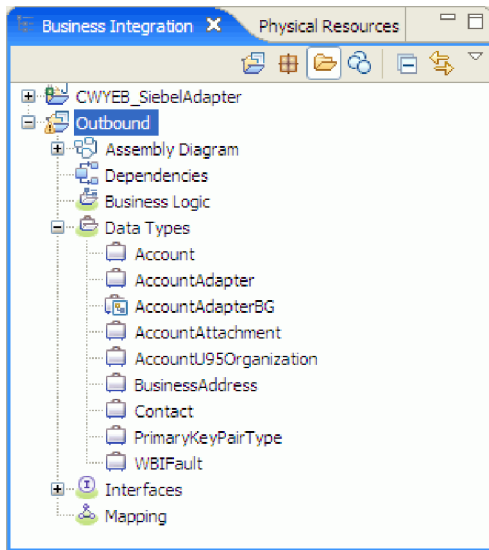 Business Integration
Physical Resources
CWYEB_SiebelAdapter
Outbound
Assembly Diagram
Dependencies
Business Logic
Data Types
Account
AccountAdapter
AccountAdapterBG
AccountAttachment
AccountU95Organization
BusinessAddress
Contact
PrimaryKeyPairType
WBIFault
Interfaces
Mapping